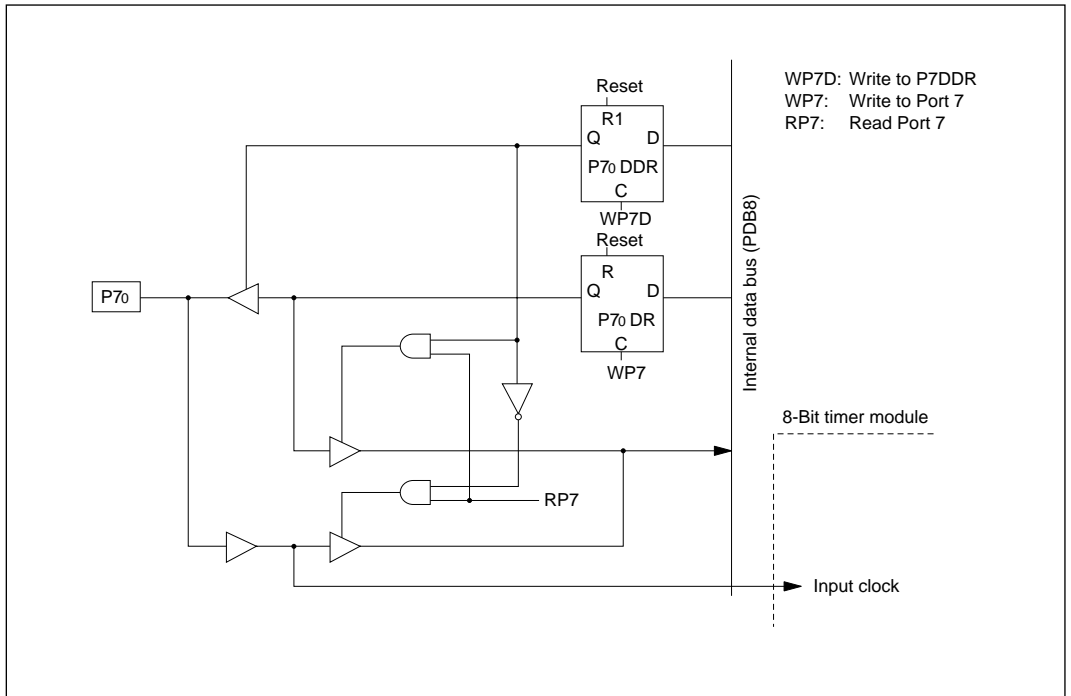 WP7D: Write to P7DDR
WP7: Write to Port 7
RP7: Read Port 7
Reset
R1
Q D
P70 DDR
C
WP7D
Reset
R
Q D
P70 DR
C
WP7
P70
Internal data bus (PDB8)
8-Bit timer module
RP7
Input clock